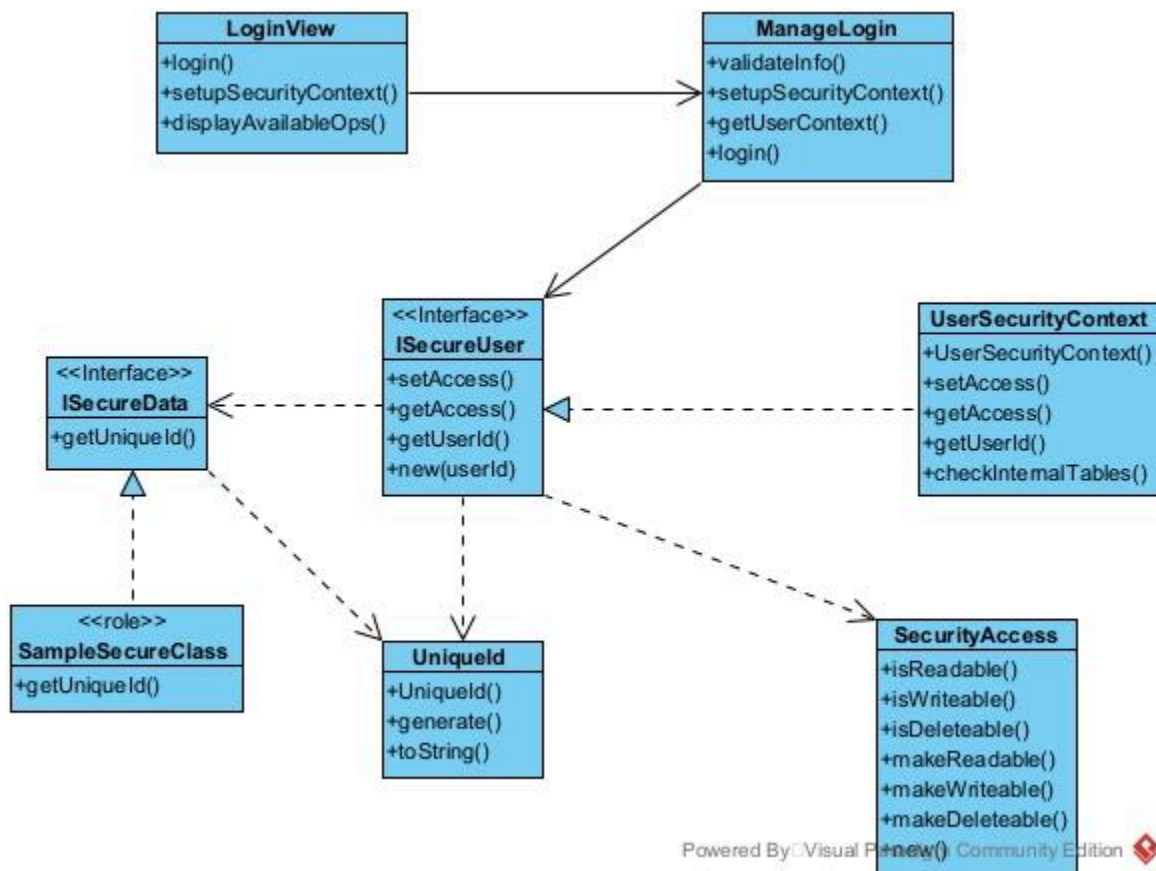 LoginView
+login()
+setupSecurityContext()
+displayAvailableOps()
ManageLogin
+validateInfo()
+setupSecurityContext()
+getUserContext()
+login()
<<Interface>>
ISecureUser
+setAccess()
+getAccess()
+getUserId()
+new(userId)
UserSecurityContext
+UserSecurityContext()
+setAccess()
+getAccess()
+getUserId()
+checkInternalTables()
<<Interface>>
ISecureData
+getUniqueId()
<<role>>
SampleSecureClass
+getUniqueId()
UniqueId
+UniqueId()
+generate()
+toString()
SecurityAccess
+isReadable()
+isWriteable()
+isDeleteable()
+makeReadable()
+makeWriteable()
+makeDeleteable()
+new()
Powered By Visual Paradigm Community Edition